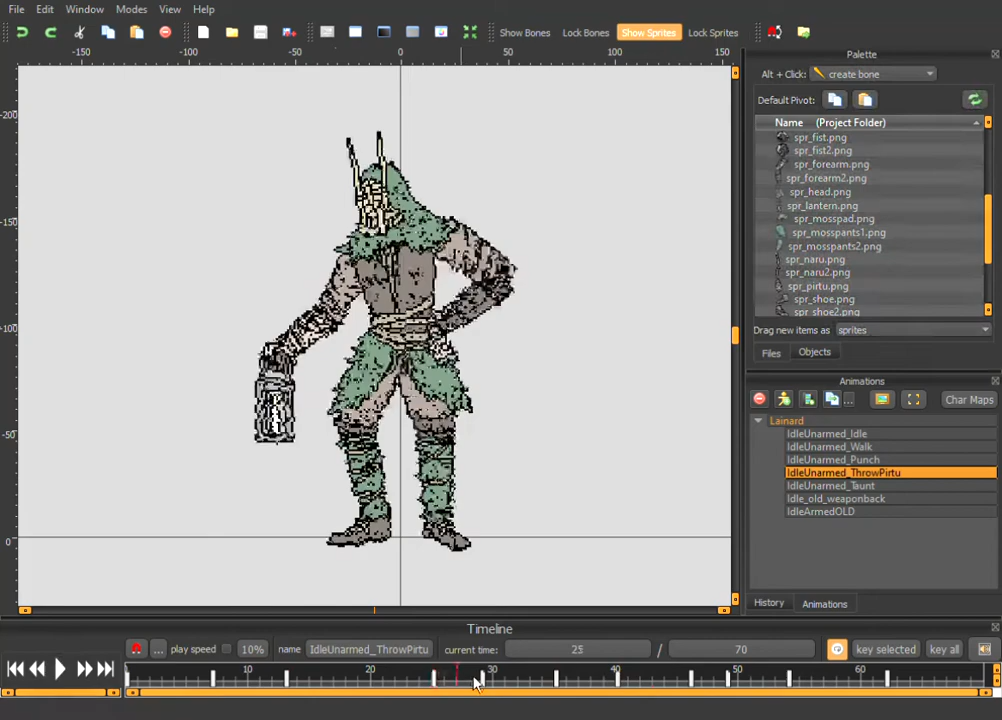 File Edit Window Modes View Help
Show Bones Lock Bones Show Sprites Lock Sprites
-150 -50 0 50 100 150
-200
-150
-100
-50
0
Palette
Alt + Click: create bone
Default Pivot:
Name (Project Folder)
spr_fist.png
spr_fist2.png
spr_forearm.png
spr_forearm2.png
spr_head.png
spr_lantern.png
spr_mosspad.png
spr_mosspants1.png
spr_mosspants2.png
spr_naru.png
spr_naru2.png
spr_pirtu.png
spr_shoe.png
spr_shoe2.png
Drag new items as sprites
Files Objects
Animations
... Char Maps
Lainard
IdleUnarmed_Idle
IdleUnarmed_Walk
IdleUnarmed_Punch
IdleUnarmed_ThrowPirtu
IdleUnarmed_Taunt
Idle_old_weaponback
IdleArmedOLD
History Animations
Timeline
... play speed 10% name IdleUnarmed_ThrowPirtu current time: 25 / 70 key selected key all
10 20 30 40 50 60